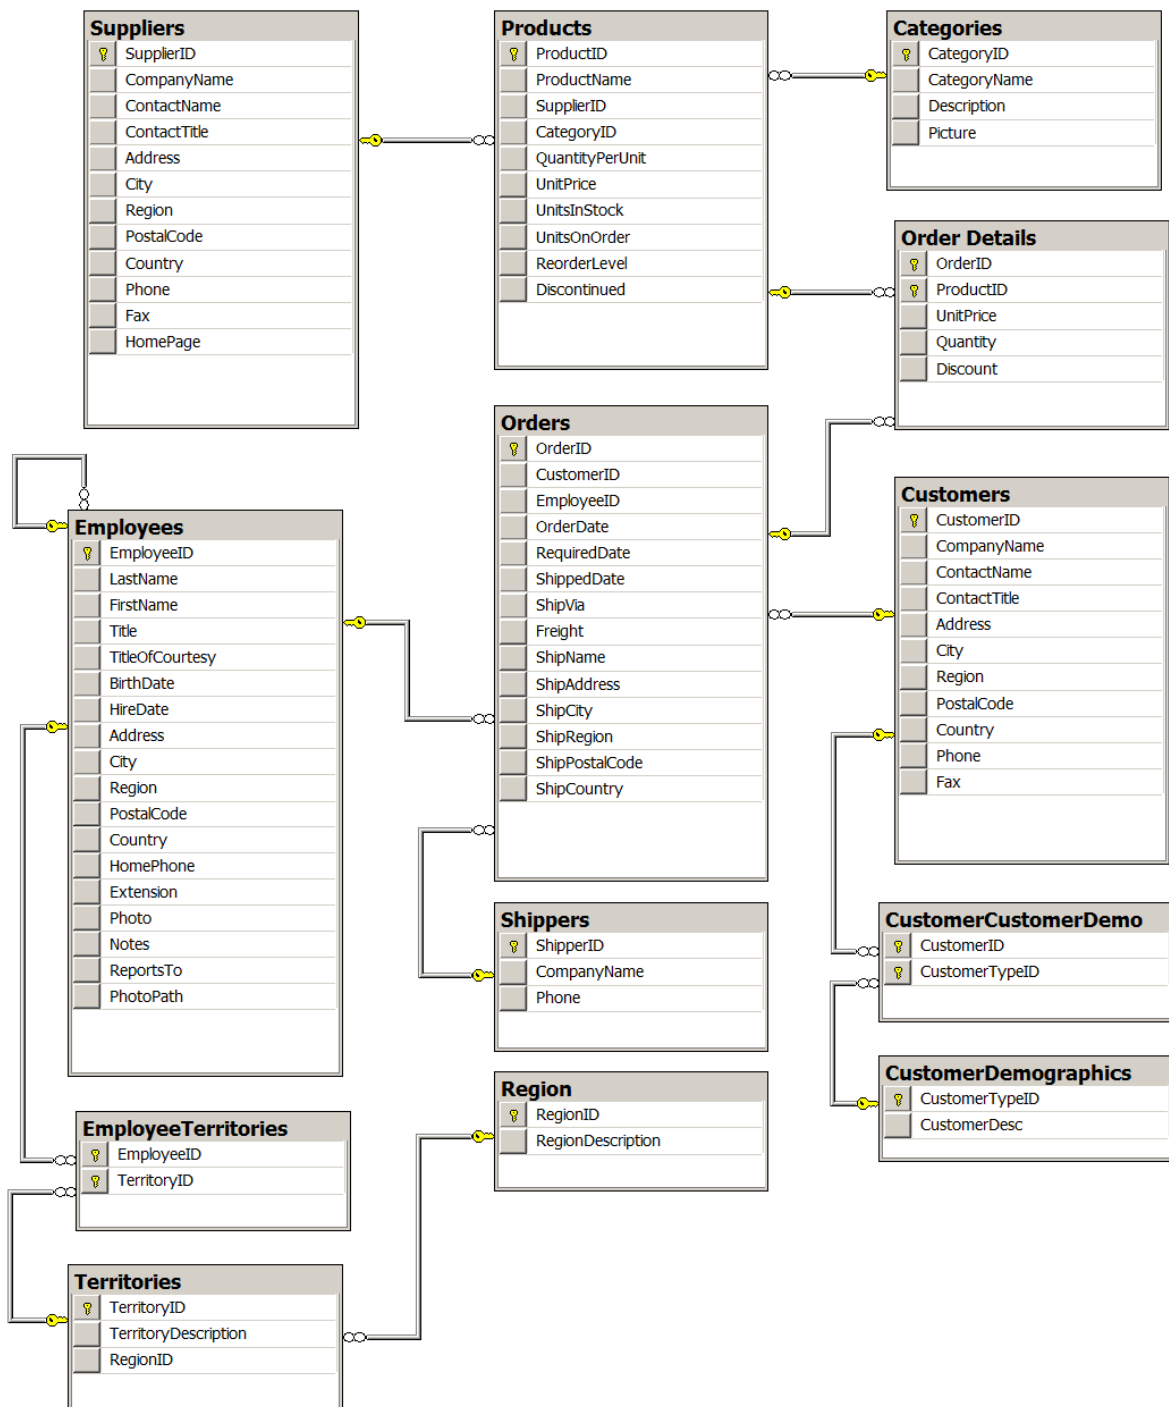 Suppliers
SupplierID
CompanyName
ContactName
ContactTitle
Address
City
Region
PostalCode
Country
Phone
Fax
HomePage
Products
ProductID
ProductName
SupplierID
CategoryID
QuantityPerUnit
UnitPrice
UnitsInStock
UnitsOnOrder
ReorderLevel
Discontinued
Categories
CategoryID
CategoryName
Description
Picture
Order Details
OrderID
ProductID
UnitPrice
Quantity
Discount
Employees
EmployeeID
LastName
FirstName
Title
TitleOfCourtesy
BirthDate
HireDate
Address
City
Region
PostalCode
Country
HomePhone
Extension
Photo
Notes
ReportsTo
PhotoPath
Orders
OrderID
CustomerID
EmployeeID
OrderDate
RequiredDate
ShippedDate
ShipVia
Freight
ShipName
ShipAddress
ShipCity
ShipRegion
ShipPostalCode
ShipCountry
Customers
CustomerID
CompanyName
ContactName
ContactTitle
Address
City
Region
PostalCode
Country
Phone
Fax
Shippers
ShipperID
CompanyName
Phone
CustomerCustomerDemo
CustomerID
CustomerTypeID
CustomerDemographics
CustomerTypeID
CustomerDesc
Region
RegionID
RegionDescription
EmployeeTerritories
EmployeeID
TerritoryID
Territories
TerritoryID
TerritoryDescription
RegionID